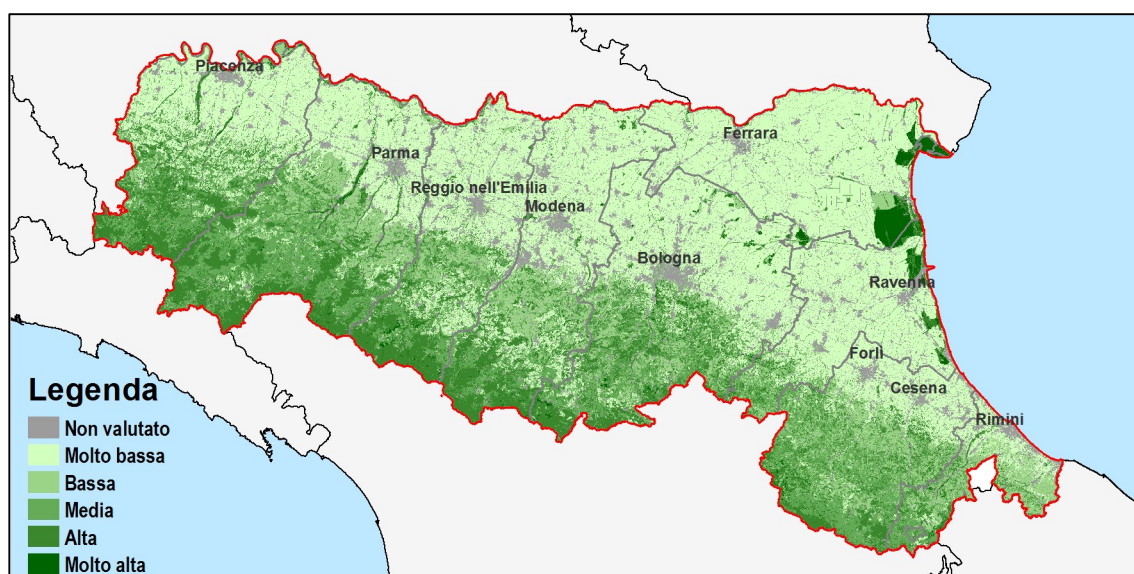 Piacenza
Parma
Ferrara
Reggio nell'Emilia
Modena
Bologna
Ravenna
Forlì
Cesena
Rimini
Legenda
Non valutato
Molto bassa
Bassa
Media
Alta
Molto alta